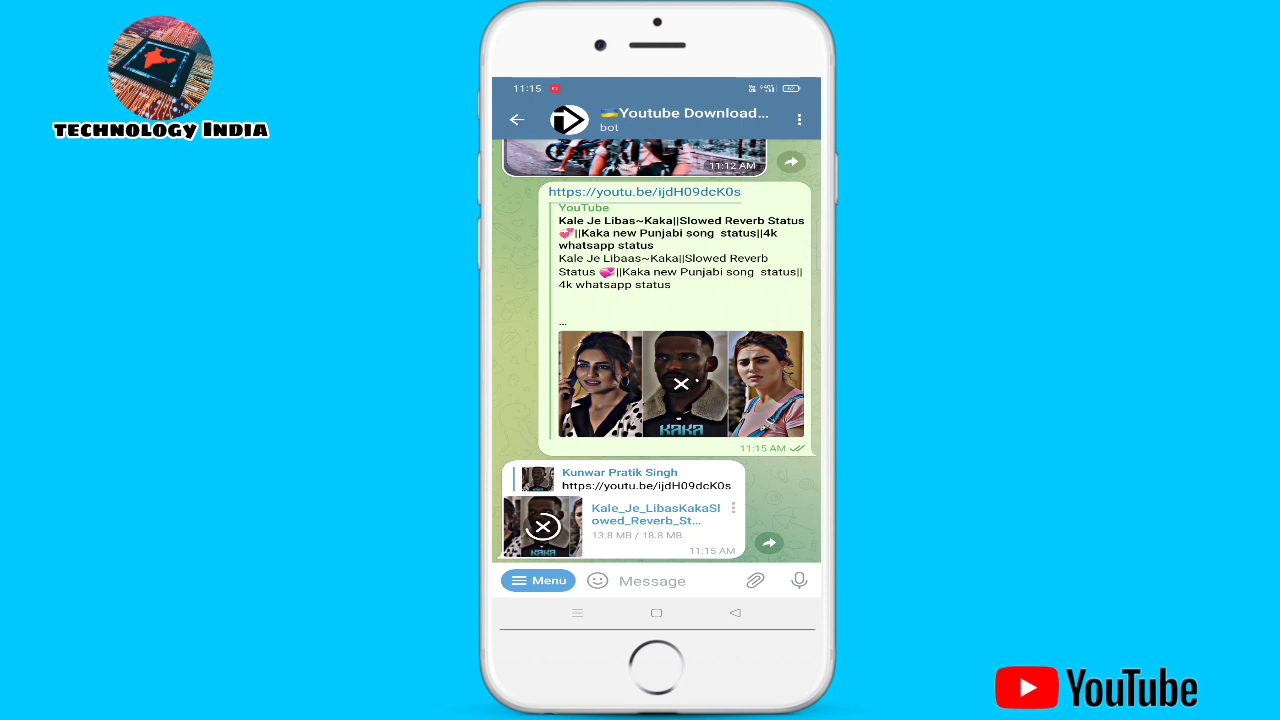 TECHNOLOGY INDIA
11:15
🇺🇦Youtube Download...
bot
11:12 AM
https://youtu.be/ijdH09dcK0s
YouTube
Kale Je Libas~Kaka||Slowed Reverb Status
💞||Kaka new Punjabi song status||4k
whatsapp status
Kale Je Libaas~Kaka||Slowed Reverb
Status 💞||Kaka new Punjabi song status||
4k whatsapp status
...
KAKA
11:15 AM
Kunwar Pratik Singh
https://youtu.be/ijdH09dcK0s
Kale_Je_LibasKakaSl
owed_Reverb_St...
13.8 MB / 18.8 MB
KAKA
11:15 AM
Menu
Message
YouTube